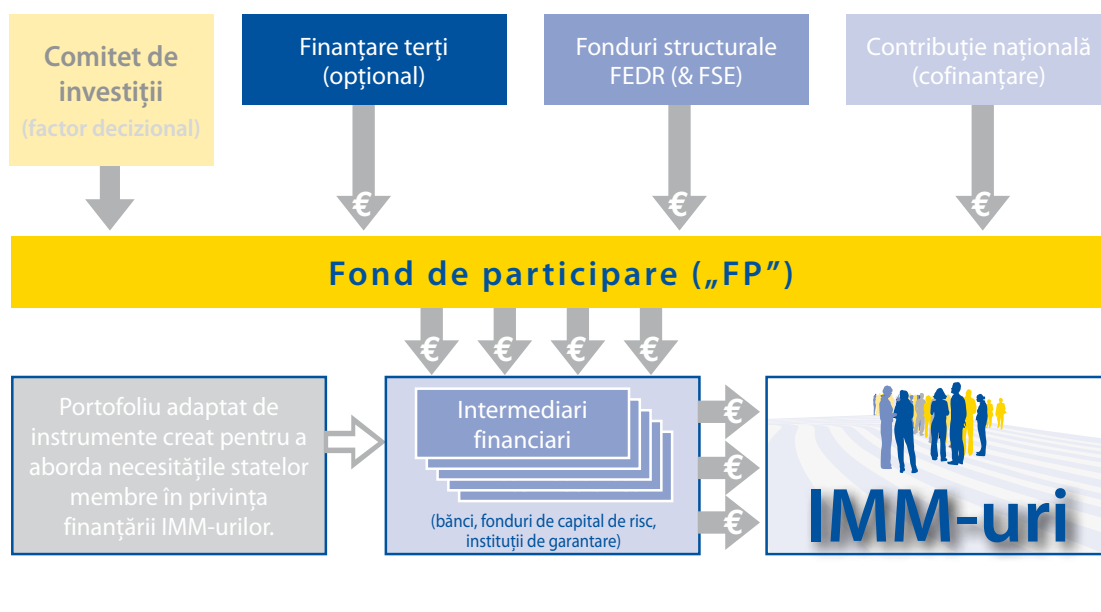 Comitet de
investiții
(factor decizional)
Finanțare terți
(opțional)
Fonduri structurale
FEDR (& FSE)
Contribuție națională
(cofinanțare)
€ € €
Fond de participare („FP”)
€ € € €
Portofoliu adaptat de
instrumente creat pentru a
aborda necesitățile statelor
membre în privința
finanțării IMM-urilor.
Intermediari
financiari
(bănci, fonduri de capital de risc,
instituții de garantare)
€
€
€
IMM-uri